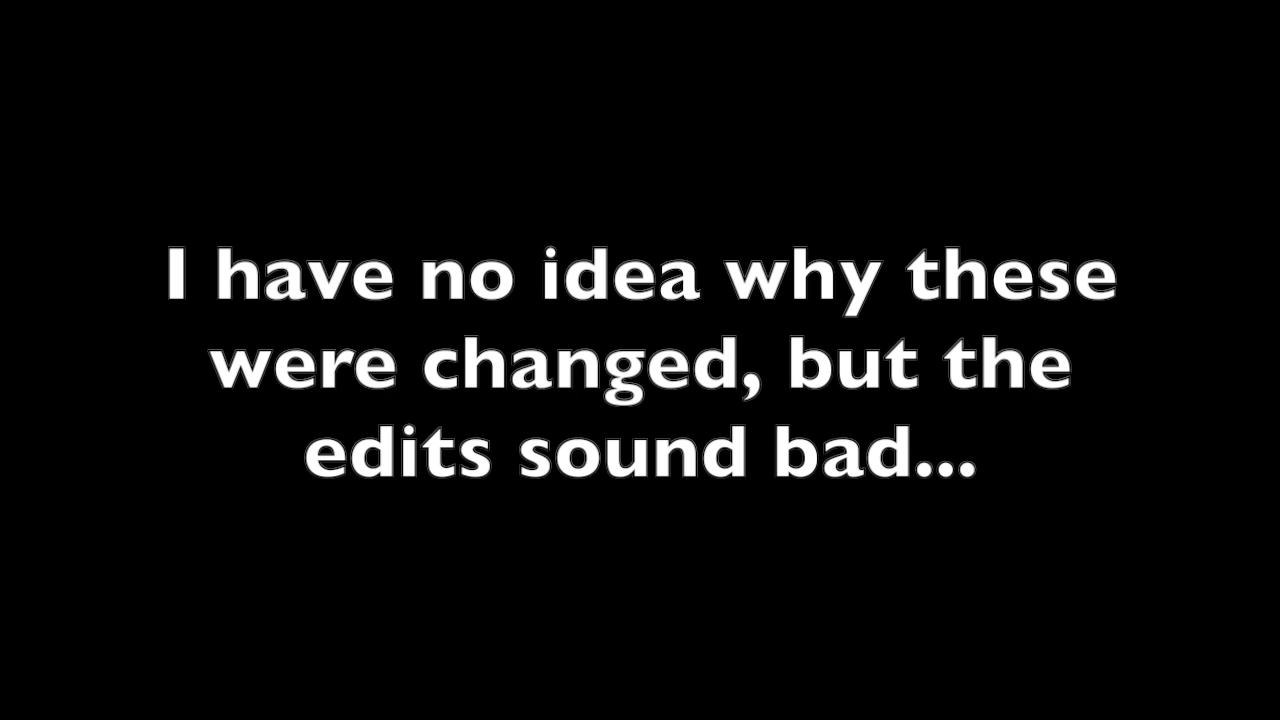 I have no idea why these
were changed, but the
edits sound bad...